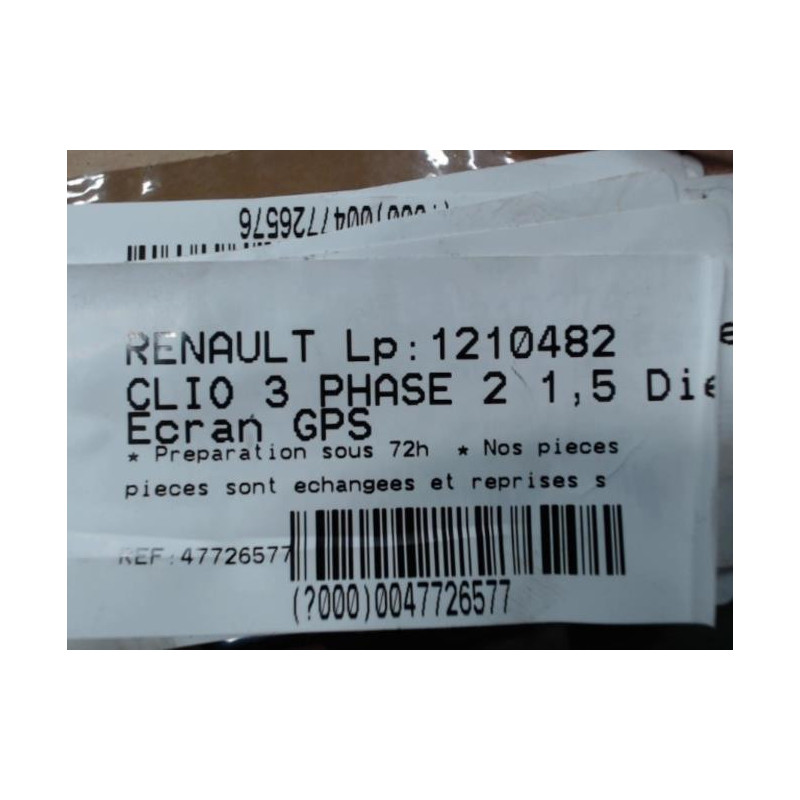 (?000)0047726576
RENAULT Lp:1210482
CLIO 3 PHASE 2 1,5 Die
Ecran GPS
* Preparation sous 72h * Nos pieces
pieces sont echangees et reprises s
REF:47726577
(?000)0047726577